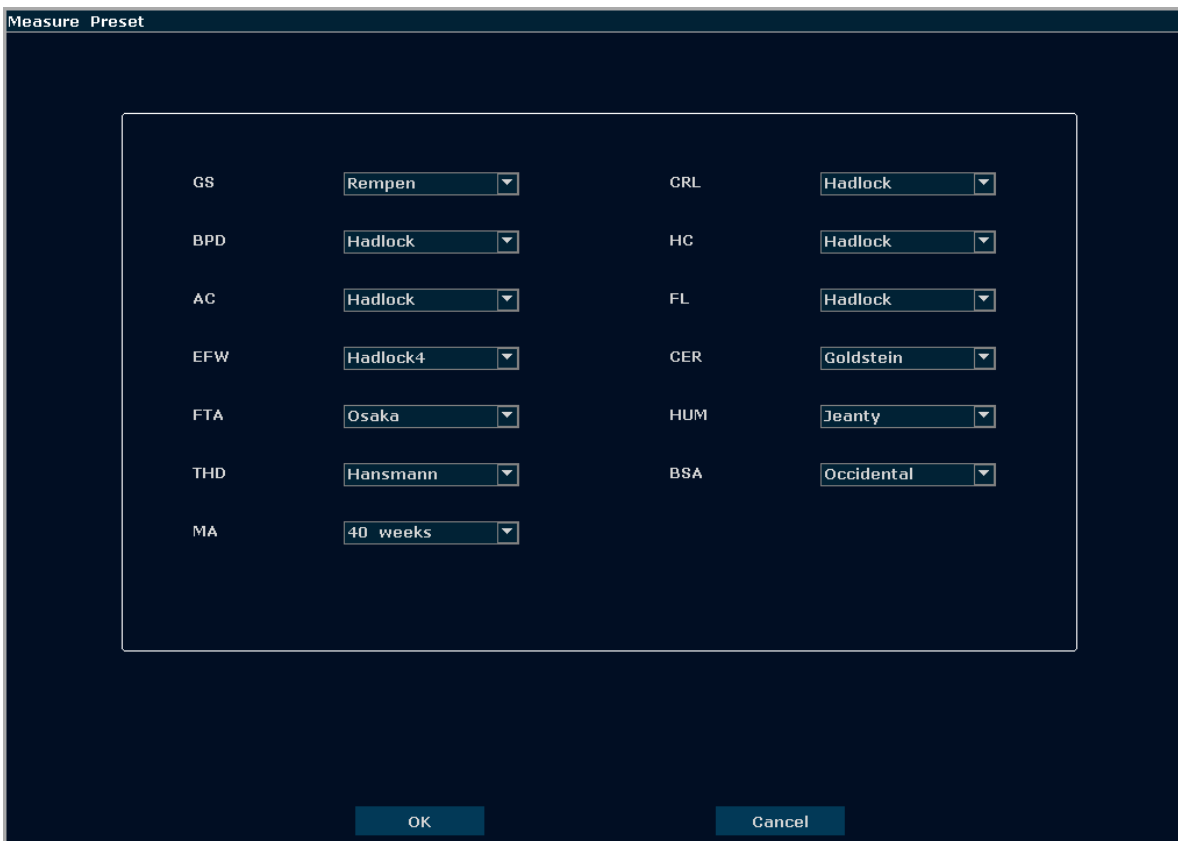 Measure Preset
GS Rempen CRL Hadlock
BPD Hadlock HC Hadlock
AC Hadlock FL Hadlock
EFW Hadlock4 CER Goldstein
FTA Osaka HUM Jeanty
THD Hansmann BSA Occidental
MA 40 weeks
OK Cancel